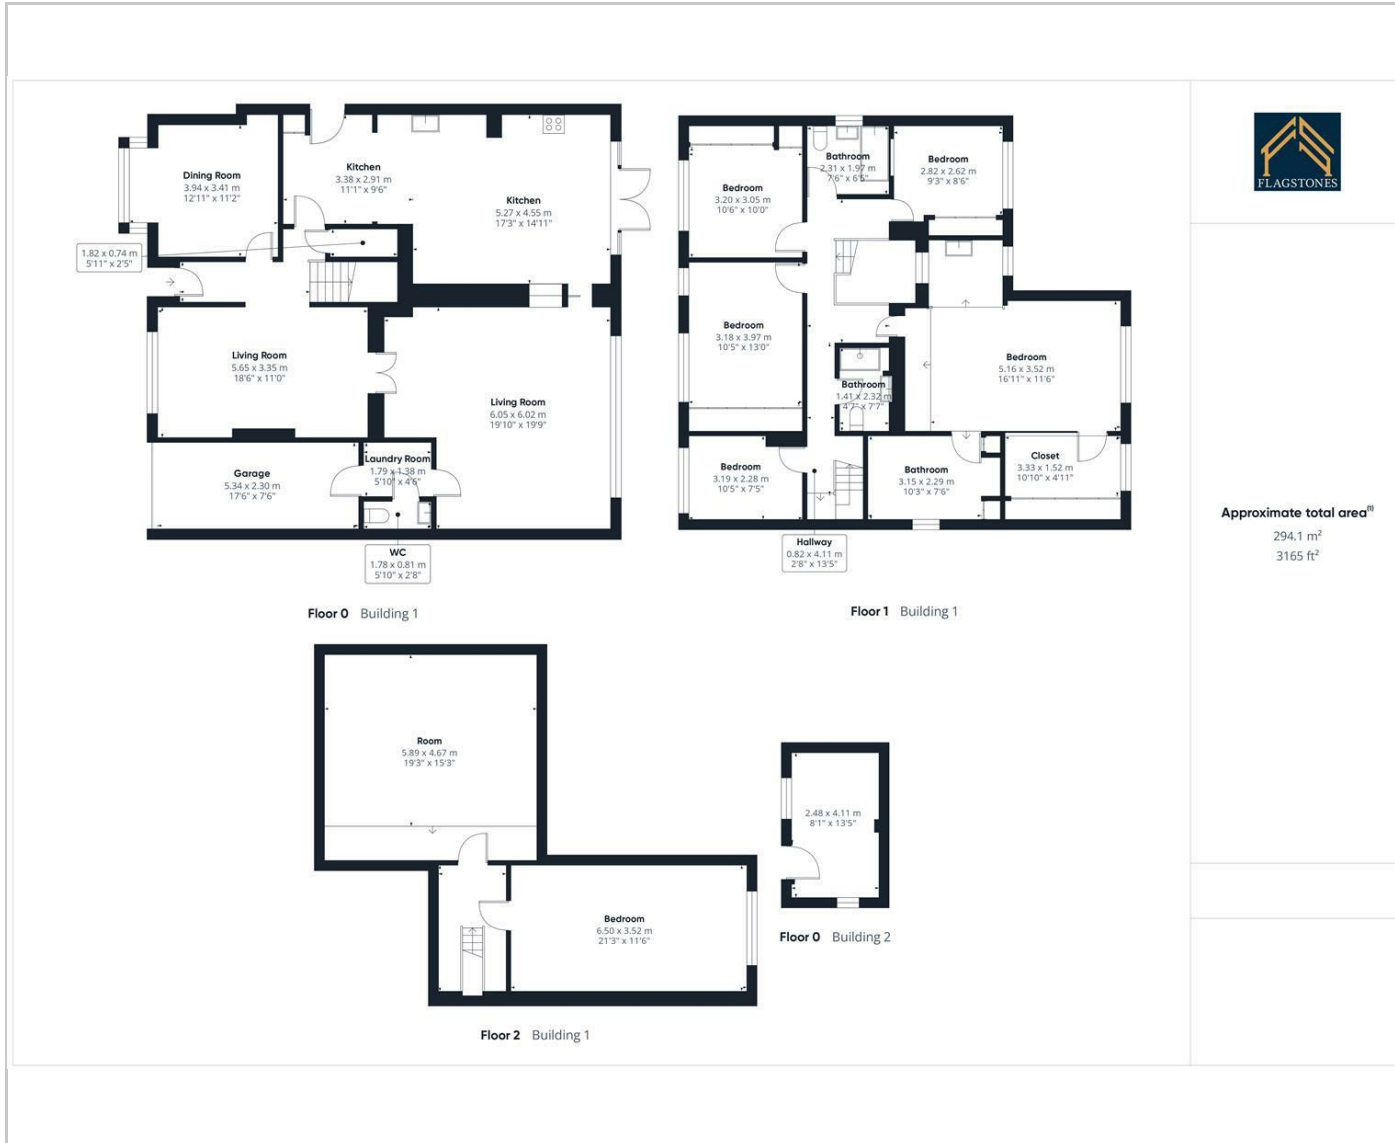 Dining Room
3.94 x 3.41 m
12'11" x 11'2"
Kitchen
3.38 x 2.91 m
11'1" x 9'6"
Kitchen
5.27 x 4.55 m
17'3" x 14'11"
1.82 x 0.74 m
5'11" x 2'5"
Living Room
5.65 x 3.35 m
18'6" x 11'0"
Living Room
6.05 x 6.02 m
19'10" x 19'9"
Garage
5.34 x 2.30 m
17'6" x 7'6"
Laundry Room
1.79 x 1.38 m
5'10" x 4'6"
WC
1.78 x 0.81 m
5'10" x 2'8"
Floor 0 Building 1
Bedroom
3.20 x 3.05 m
10'6" x 10'0"
Bathroom
2.31 x 1.97 m
7'6" x 6'5"
Bedroom
2.82 x 2.62 m
9'3" x 8'6"
Bedroom
3.18 x 3.97 m
10'5" x 13'0"
Bedroom
5.16 x 3.52 m
16'11" x 11'6"
Bathroom
1.41 x 2.32 m
4'7" x 7'7"
Bedroom
3.19 x 2.28 m
10'5" x 7'5"
Bathroom
3.15 x 2.29 m
10'3" x 7'6"
Closet
3.33 x 1.52 m
10'10" x 4'11"
Hallway
0.82 x 4.11 m
2'8" x 13'5"
Floor 1 Building 1
Room
5.89 x 4.67 m
19'3" x 15'3"
Bedroom
6.50 x 3.52 m
21'3" x 11'6"
Floor 2 Building 1
2.48 x 4.11 m
8'1" x 13'5"
Floor 0 Building 2
FLAGSTONES
Approximate total area⁽¹⁾
294.1 m²
3165 ft²